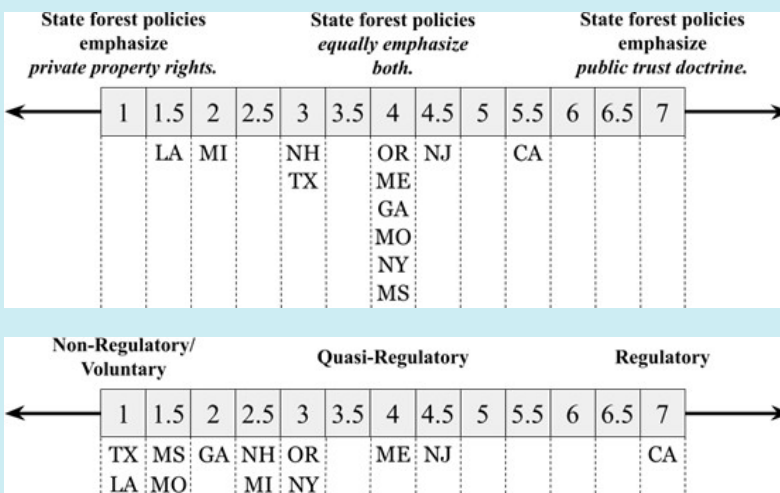 State forest policies emphasize private property rights.
State forest policies equally emphasize both.
State forest policies emphasize public trust doctrine.
1 1.5 2 2.5 3 3.5 4 4.5 5 5.5 6 6.5 7
LA MI NH OR NJ CA
TX ME
GA
MO
NY
MS
Non-Regulatory/ Voluntary
Quasi-Regulatory
Regulatory
1 1.5 2 2.5 3 3.5 4 4.5 5 5.5 6 6.5 7
TX MS GA NH OR ME NJ CA
LA MO MI NY